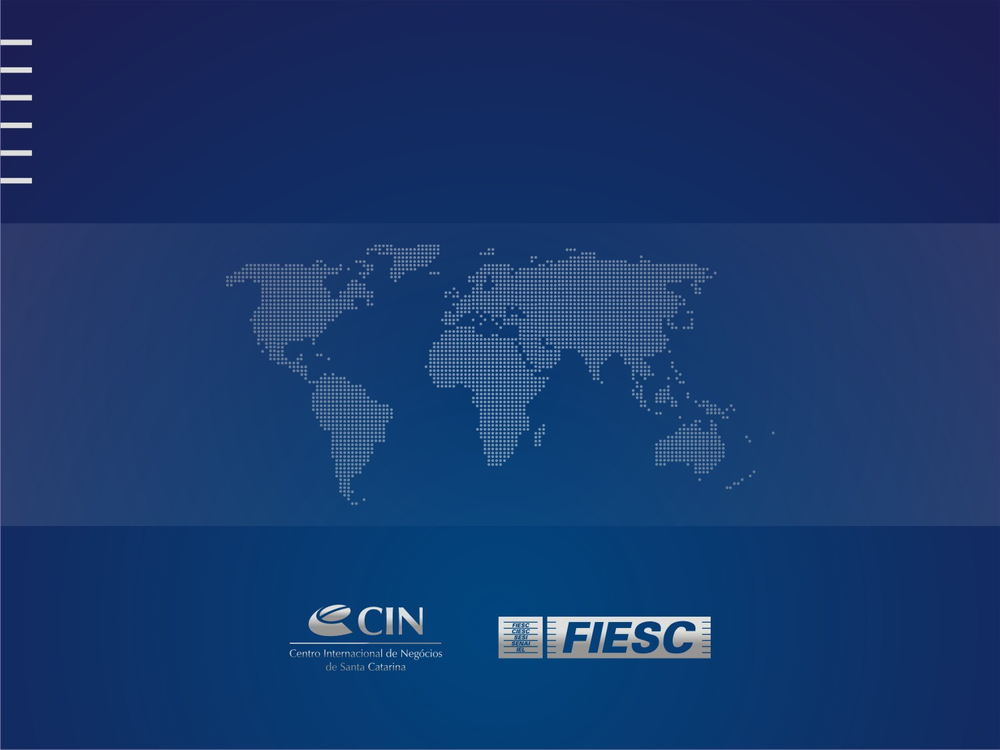 CIN
Centro Internacional de Negócios
de Santa Catarina
FIESC
CIESC
SESI
SENAI
IEL
FIESC